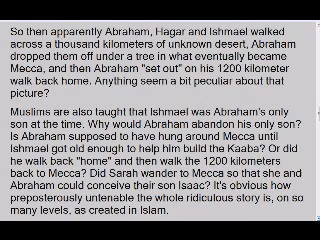 So then apparently Abraham, Hagar and Ishmael walked
across a thousand kilometers of unknown desert, Abraham
dropped them off under a tree in what eventually became
Mecca, and then Abraham "set out" on his 1200 kilometer
walk back home. Anything seem a bit peculiar about that
picture?
Muslims are also taught that Ishmael was Abraham's only
son at the time. Why would Abraham abandon his only son?
Is Abraham supposed to have hung around Mecca until
Ishmael got old enough to help him build the Kaaba? Or did
he walk back "home" and then walk the 1200 kilometers
back to Mecca? Did Sarah wander to Mecca so that she and
Abraham could conceive their son Isaac? It's obvious how
preposterously untenable the whole ridiculous story is, on
so many levels, as created in Islam.